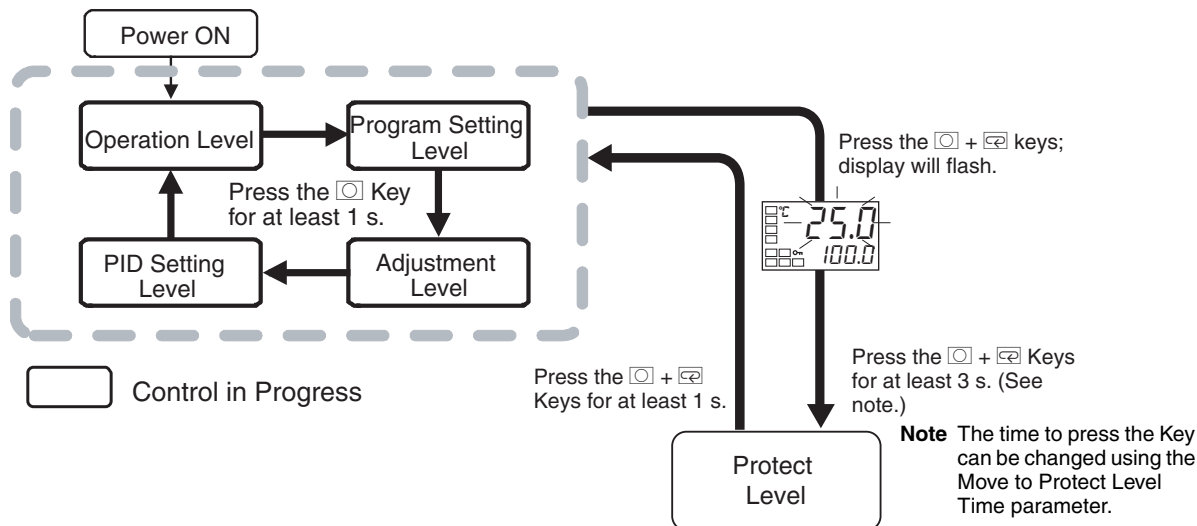 Power ON
Operation Level
Program Setting
Level
Press the Key
for at least 1 s.
PID Setting
Level
Adjustment
Level
Control in Progress
Press the + keys;
display will flash.
°C
25.0
100.0
Press the +
Keys for at least 1 s.
Press the + Keys
for at least 3 s. (See
note.)
Protect
Level
Note The time to press the Key
can be changed using the
Move to Protect Level
Time parameter.